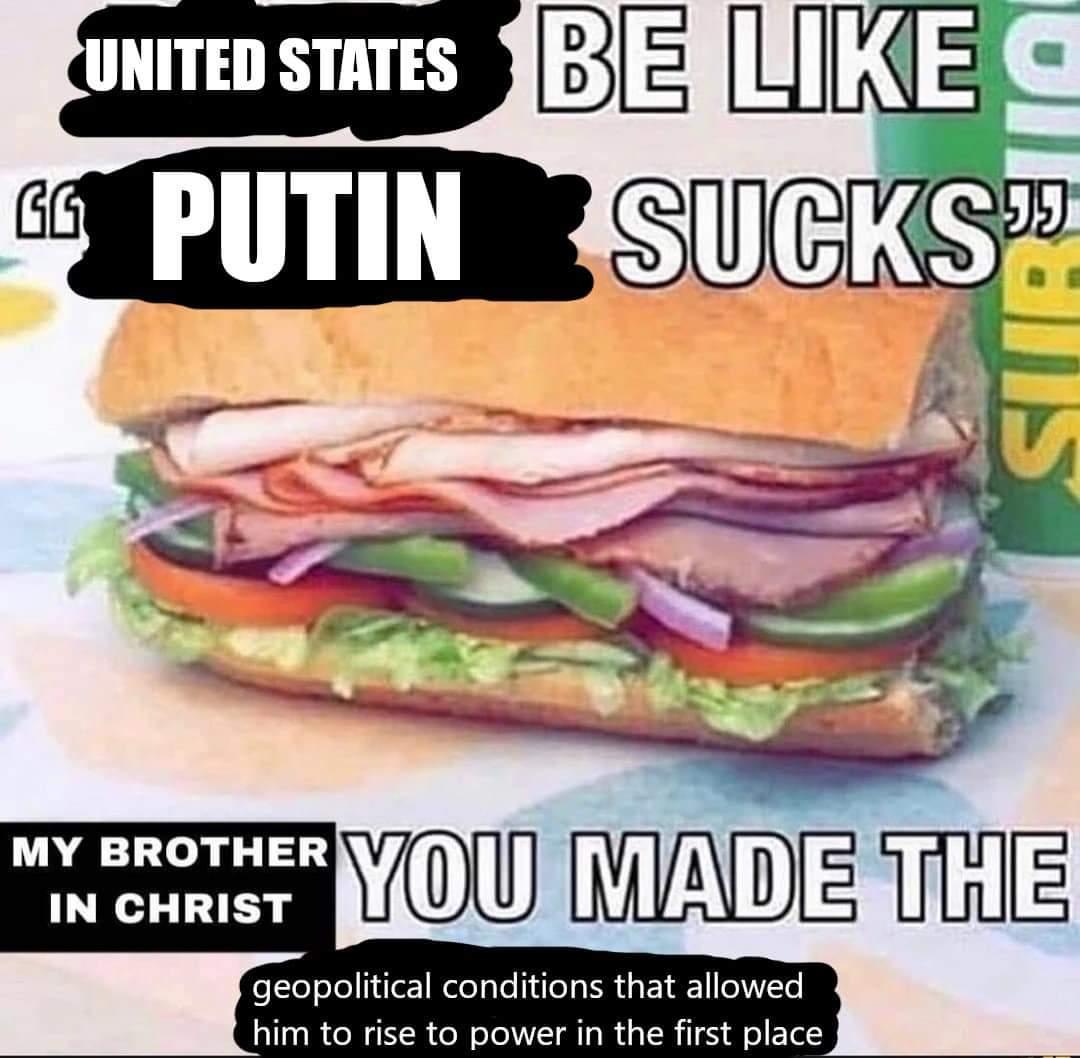 UNITED STATES BE LIKE
“PUTIN SUCKS”
MY BROTHER
IN CHRIST
YOU MADE THE
geopolitical conditions that allowed
him to rise to power in the first place